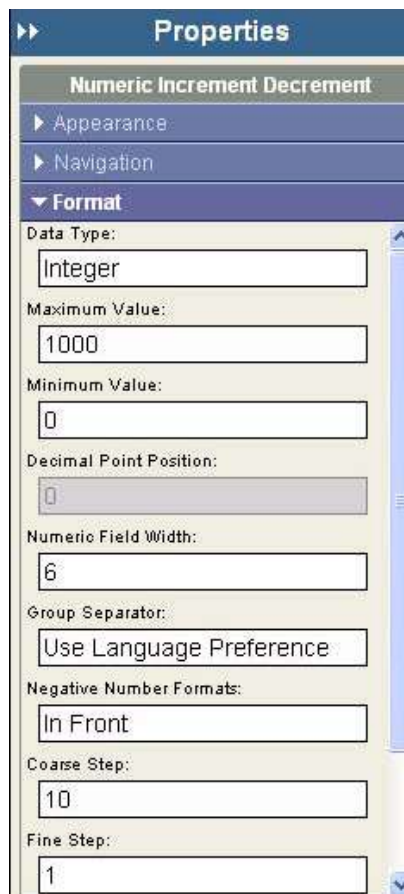 Properties
Numeric Increment Decrement
Appearance
Navigation
Format
Data Type:
Integer
Maximum Value:
1000
Minimum Value:
0
Decimal Point Position:
0
Numeric Field Width:
6
Group Separator:
Use Language Preference
Negative Number Formats:
In Front
Coarse Step:
10
Fine Step:
1